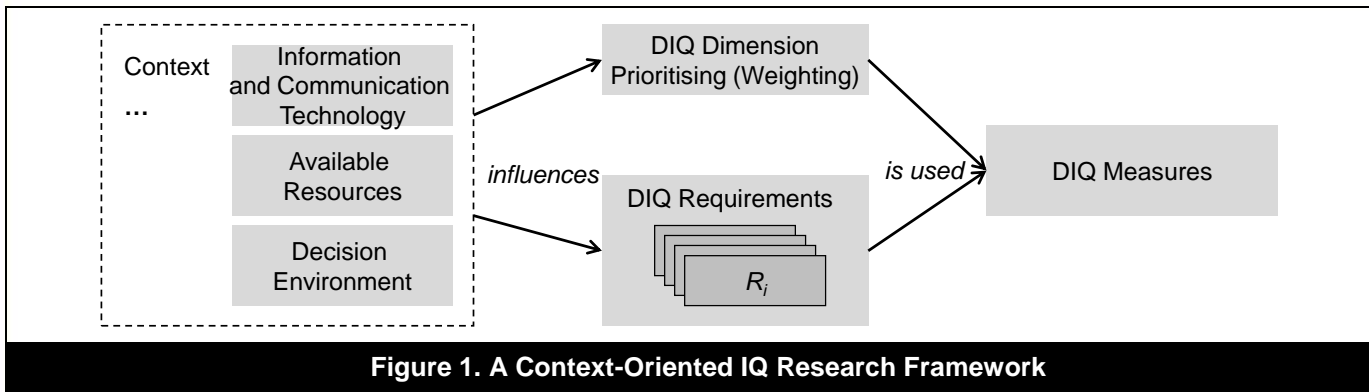 Context
…
Information
and Communication
Technology
Available
Resources
Decision
Environment
influences
DIQ Dimension
Prioritising (Weighting)
DIQ Requirements
Ri
is used
DIQ Measures
Figure 1. A Context-Oriented IQ Research Framework